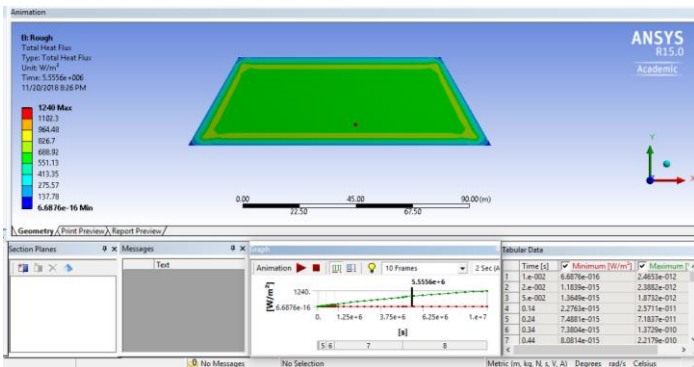 Animation
B: Rough
Total Heat Flux
Type: Total Heat Flux
Unit: W/m²
Time: 5.5556e+006
11/20/2018 8:26 PM
1240 Max
1102.3
964.48
826.7
688.92
551.13
413.35
275.57
137.78
6.6876e-16 Min
ANSYS
R15.0
Academic
Y
X
0.00
45.00
90.00 (m)
22.50
67.50
Geometry / Print Preview / Report Preview /
Section Planes
Messages
Text
Graph
Animation
10 Frames
2 Sec (A
5.5556e+6
1240.
6.6876e-16
[W/m²]
0.
1.25e+6
3.75e+6
6.25e+6
1.e+7
[s]
5 6 7 8
Tabular Data
Time [s] Minimum [W/m²] Maximum [
1 1.e-002 6.6876e-016 2.4653e-012
2 2.e-002 1.1839e-015 2.3882e-012
3 5.e-002 1.3649e-015 1.8732e-012
4 0.14 2.2763e-015 2.5711e-011
5 0.24 7.4881e-015 7.1837e-011
6 0.34 7.3804e-015 1.3729e-010
7 0.44 8.0814e-015 2.2179e-010
No Messages
No Selection
Metric (m, kg, N, s, V, A) Degrees rad/s Celsius